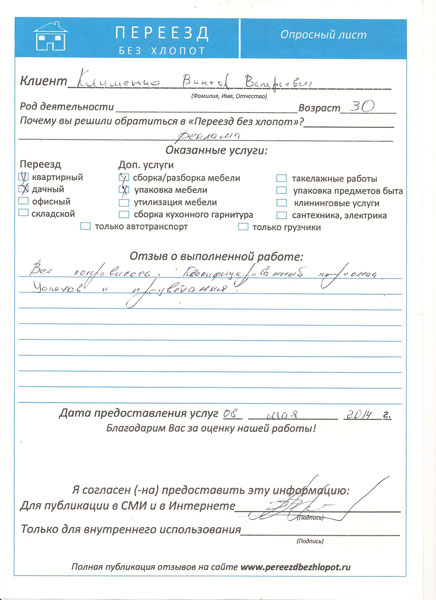 ПЕРЕЕЗД
БЕЗ ХЛОПОТ
Опросный лист
Клиент Клименко Валерьевич
(Фамилия, Имя, Отчество)
Род деятельности Возраст 30
Почему вы решили обратиться в «Переезд без хлопот»?
реклама
Оказанные услуги:
Переезд Доп. услуги
квартирный сборка/разборка мебели такелажные работы
дачный упаковка мебели упаковка предметов быта
офисный утилизация мебели клининговые услуги
складской сборка кухонного гарнитура сантехника, электрика
только автотранспорт только грузчики
Отзыв о выполненной работе:
Все понравилось. Квалифицированный персонал
Успехов и процветания.
Дата предоставления услуг 08 мая 2014 г.
Благодарим Вас за оценку нашей работы!
Я согласен (-на) предоставить эту информацию:
Для публикации в СМИ и в Интернете
(Подпись)
Только для внутреннего использования
(Подпись)
Полная публикация отзывов на сайте www.pereezdbezhlopot.ru